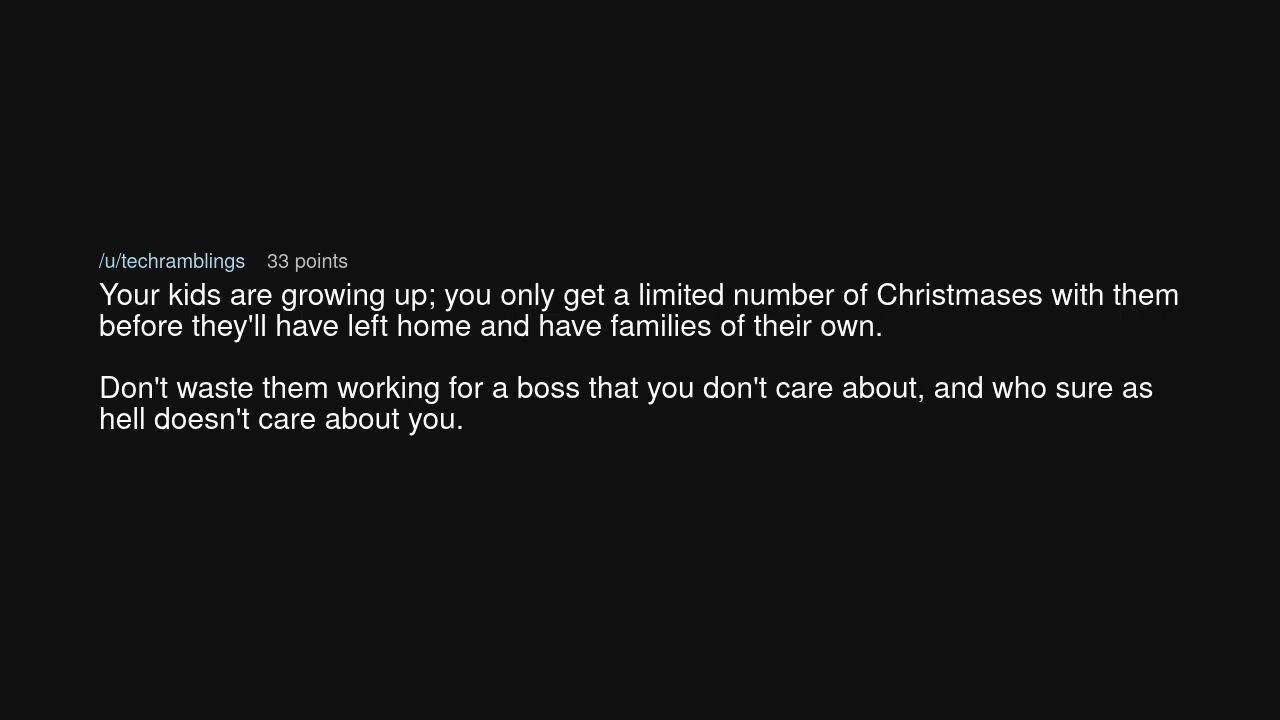 /u/techramblings 33 points
Your kids are growing up; you only get a limited number of Christmases with them
before they'll have left home and have families of their own.
Don't waste them working for a boss that you don't care about, and who sure as
hell doesn't care about you.